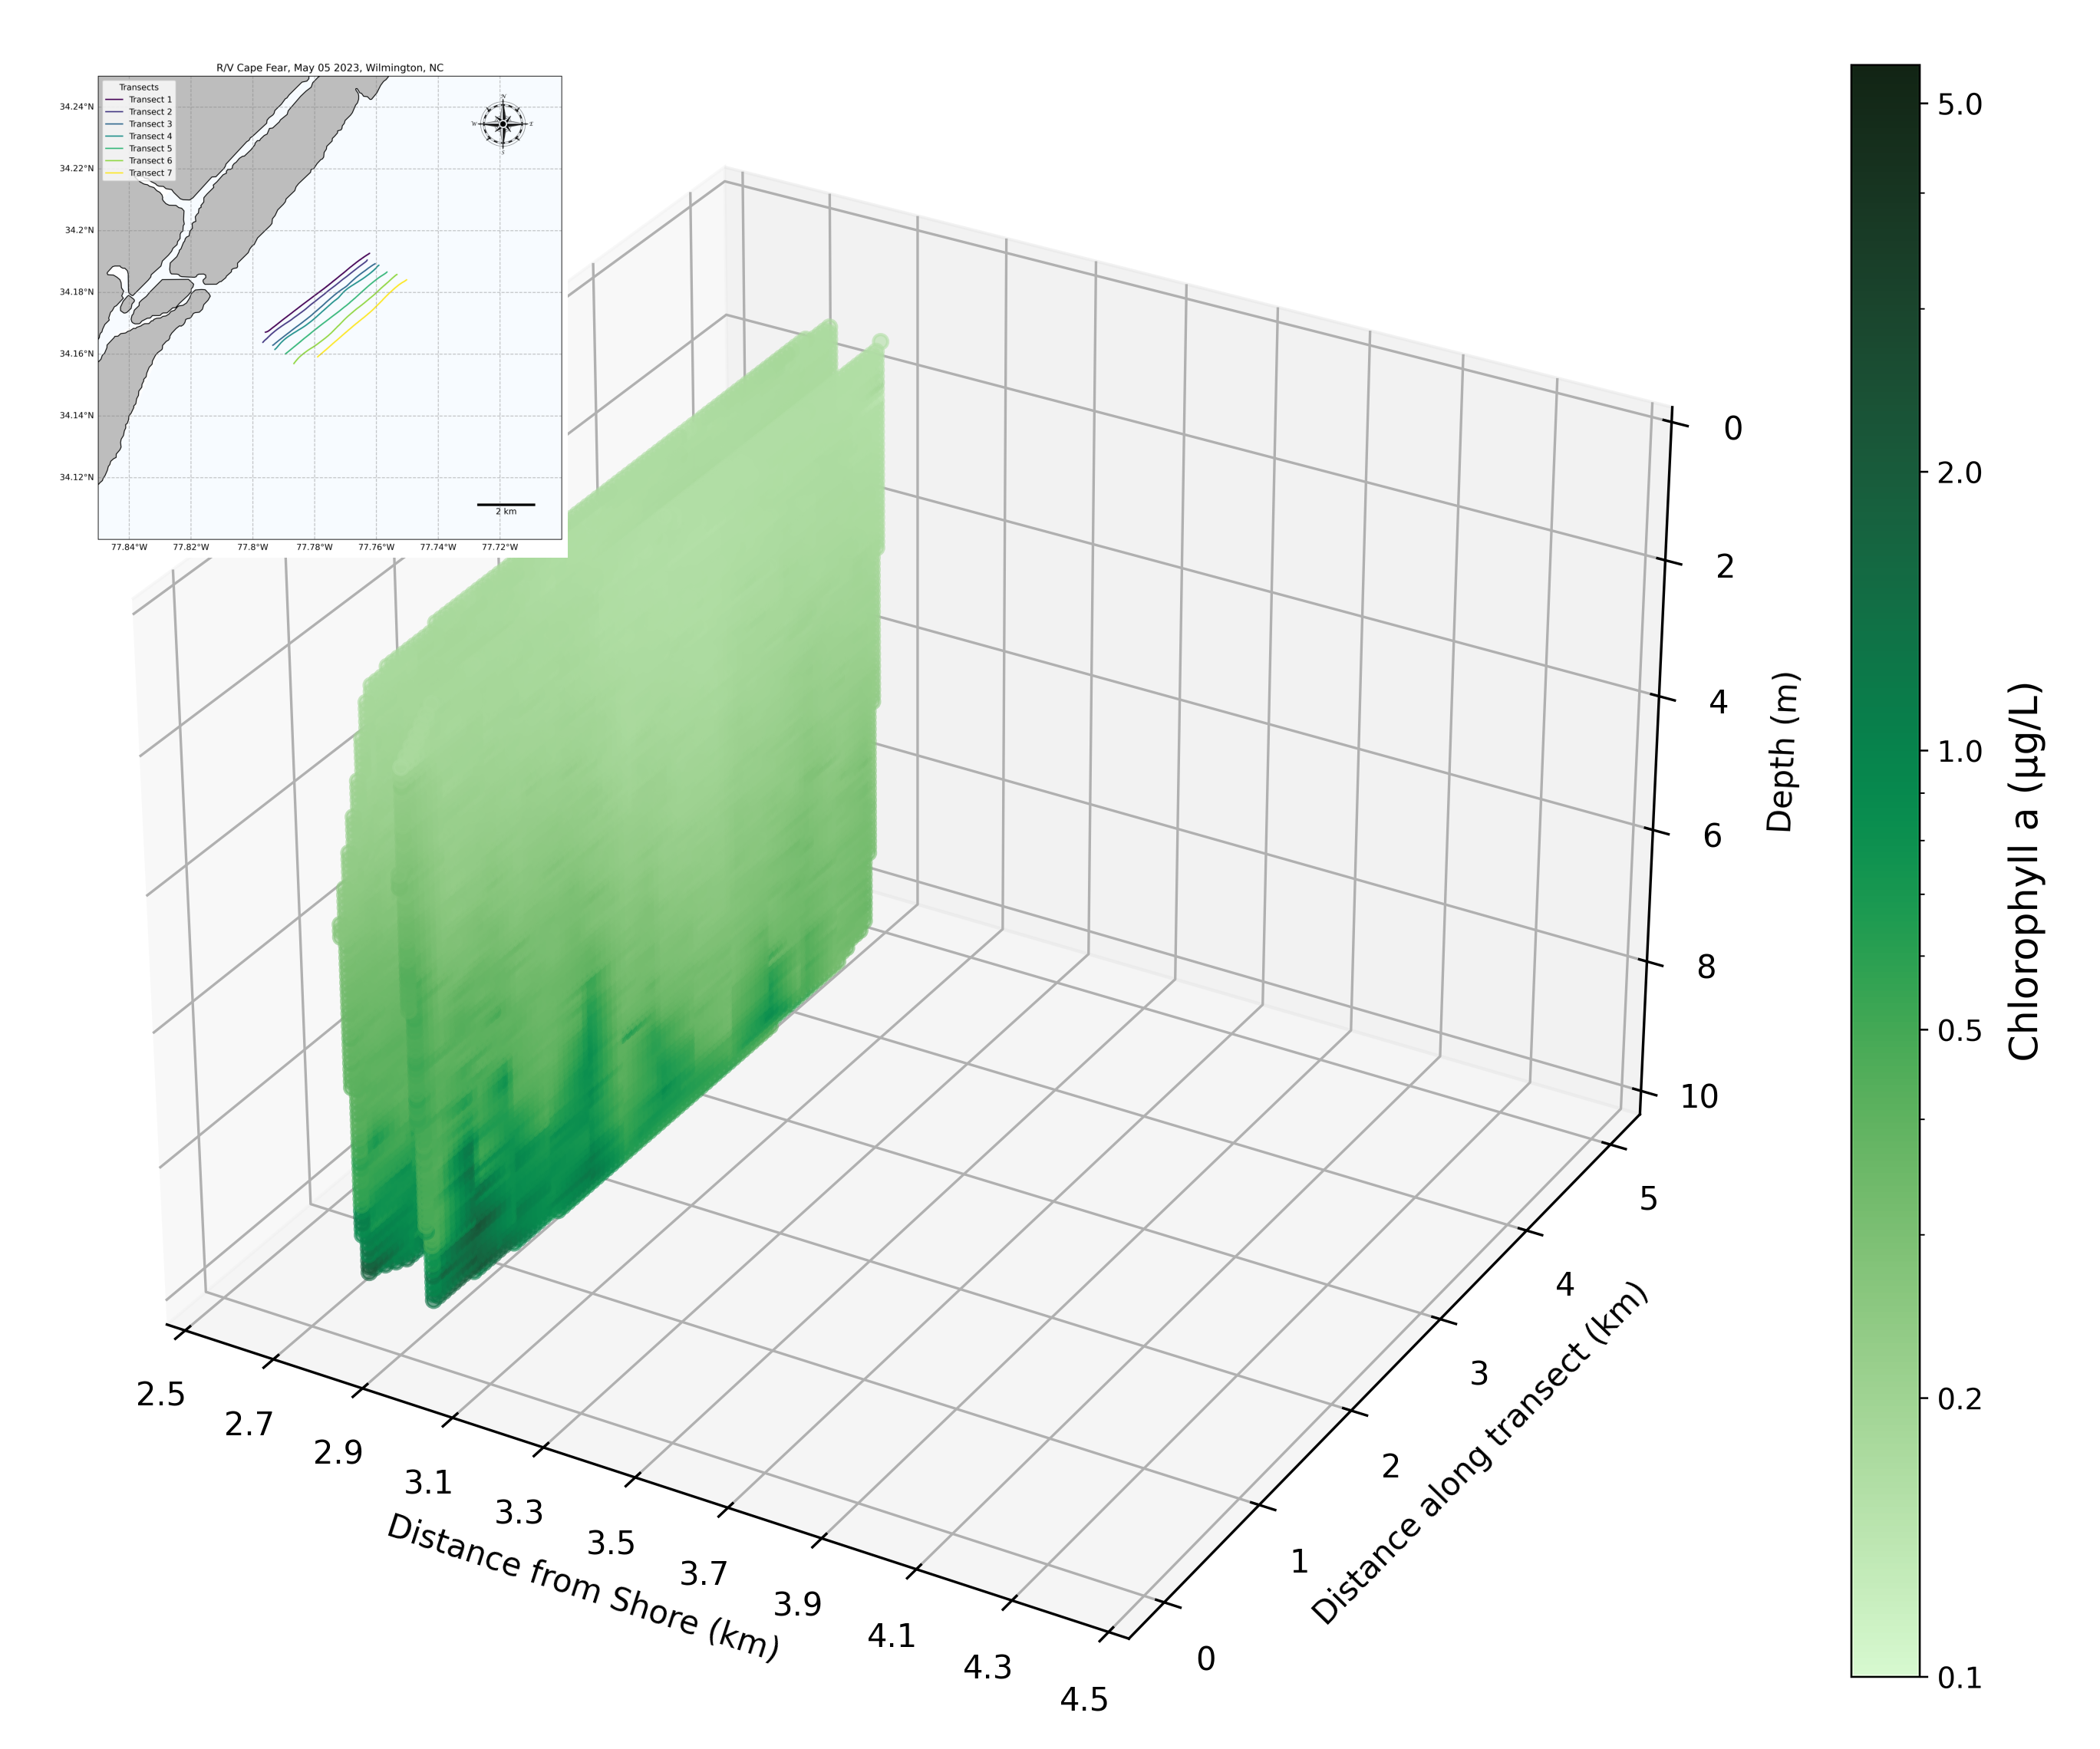 R/V Cape Fear, May 05 2023, Wilmington, NC
Transects
Transect 1
Transect 2
Transect 3
Transect 4
Transect 5
Transect 6
Transect 7
34.24°N
34.22°N
34.2°N
34.18°N
34.16°N
34.14°N
34.12°N
77.84°W
77.82°W
77.8°W
77.78°W
77.76°W
77.74°W
77.72°W
N
E
S
W
2 km
0
2
4
6
8
10
Depth (m)
0
1
2
3
4
5
Distance along transect (km)
2.5
2.7
2.9
3.1
3.3
3.5
3.7
3.9
4.1
4.3
4.5
Distance from Shore (km)
5.0
2.0
1.0
0.5
0.2
0.1
Chlorophyll a (μg/L)